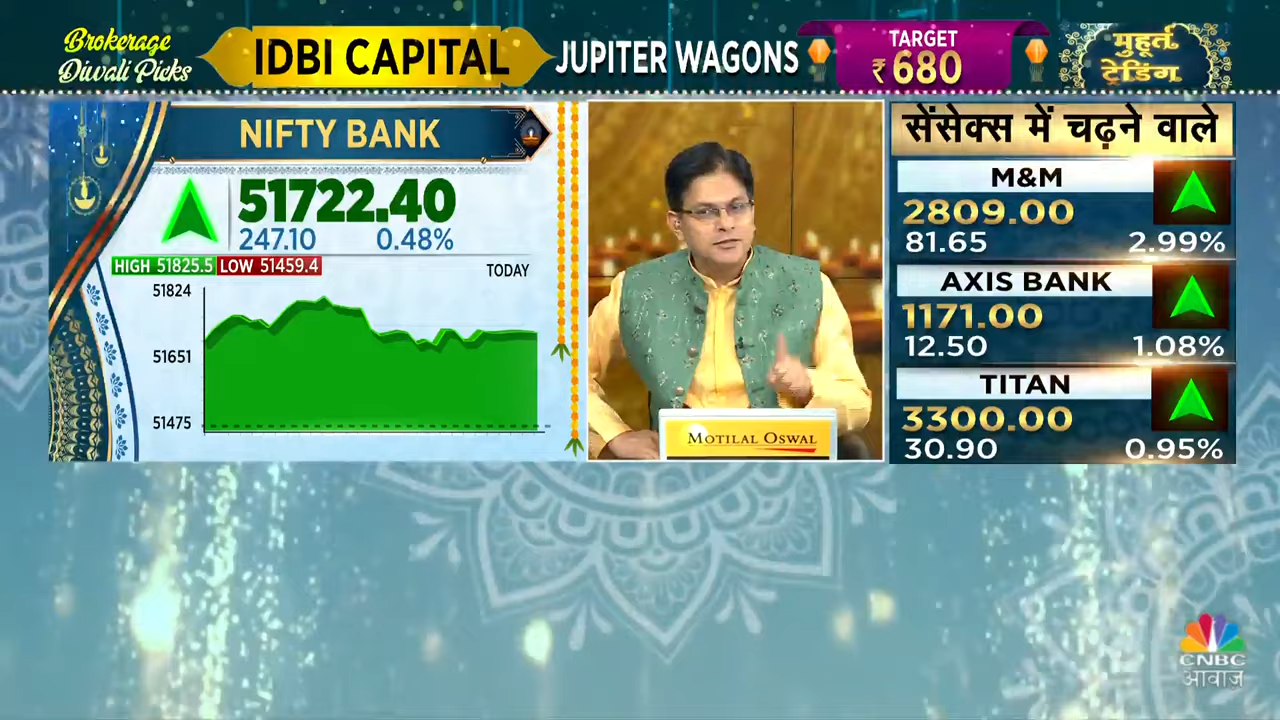 Brokerage
Diwali Picks
IDBI CAPITAL
JUPITER WAGONS
TARGET
₹680
मुहूर्त
ट्रेडिंग
NIFTY BANK
51722.40
247.10 0.48%
HIGH 51825.5 LOW 51459.4
TODAY
51824
51651
51475
MOTILAL OSWAL
सेंसेक्स में चढ़ने वाले
M&M
2809.00
81.65 2.99%
AXIS BANK
1171.00
12.50 1.08%
TITAN
3300.00
30.90 0.95%
CNBC
आवाज़